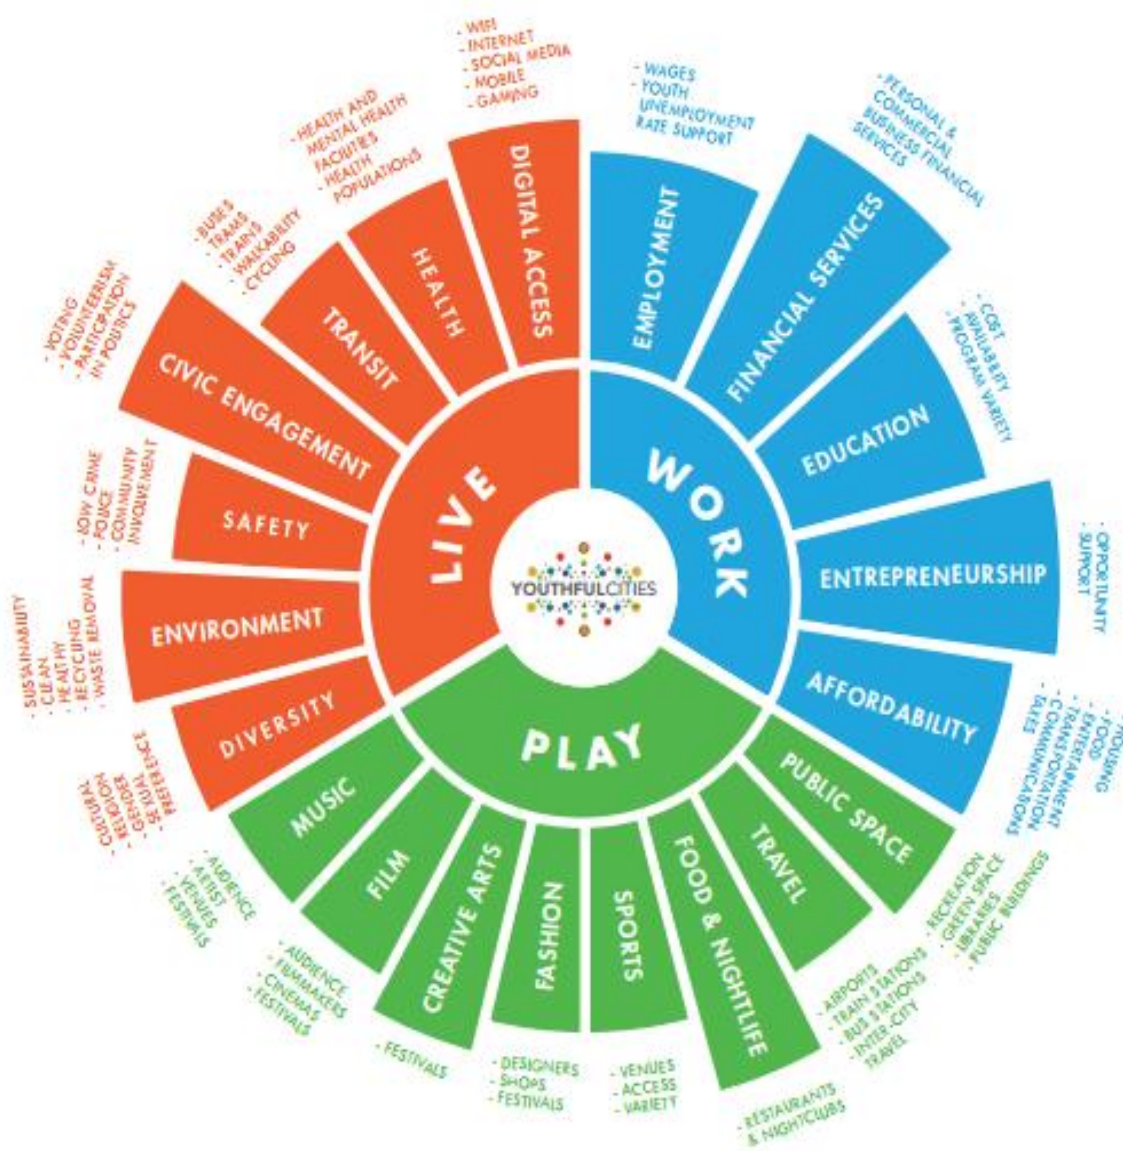 - WIFI
- INTERNET
- SOCIAL MEDIA
- MOBILE
- GAMING
DIGITAL ACCESS
- HEALTH AND
MENTAL HEALTH
FACILITIES
- HEALTH
POPULATIONS
HEALTH
- BUSES
- TRAMS
- TRAINS
- WALKABILITY
- CYCLING
TRANSIT
- VOTING
- VOLUNTEERISM
- PARTICIPATION
IN POLITICS
CIVIC ENGAGEMENT
- LOW CRIME
- POLICE
- COMMUNITY
INVOLVEMENT
SAFETY
- SUSTAINABILITY
- CLEAN
- HEALTHY
- RECYCLING
- WASTE REMOVAL
ENVIRONMENT
- CULTURAL
- RELIGION
- GENDER
- SEXUAL
PREFERENCE
DIVERSITY
LIVE
- WAGES
- YOUTH
UNEMPLOYMENT
RATE SUPPORT
EMPLOYMENT
- PERSONAL &
COMMERCIAL
BUSINESS FINANCIAL
SERVICES
FINANCIAL SERVICES
- COST
- AVAILABILITY
- PROGRAM VARIETY
EDUCATION
- OPPORTUNITY
- SUPPORT
ENTREPRENEURSHIP
- HOUSING
- FOOD
- ENTERTAINMENT
- TRANSPORTATION
- COMMUNICATIONS
- TAXES
AFFORDABILITY
WORK
YOUTHFULCITIES
PLAY
PUBLIC SPACE
- RECREATION
- GREEN SPACE
- LIBRARIES
- PUBLIC BUILDINGS
TRAVEL
- AIRPORTS
- TRAIN STATIONS
- BUS STATIONS
- INTER-CITY
TRAVEL
FOOD & NIGHTLIFE
- RESTAURANTS
& NIGHTCLUBS
SPORTS
- VENUES
- ACCESS
- VARIETY
FASHION
- DESIGNERS
- SHOPS
- FESTIVALS
CREATIVE ARTS
- FESTIVALS
FILM
- AUDIENCE
- FILMMAKERS
- CINEMAS
- FESTIVALS
MUSIC
- AUDIENCE
- ARTIST
- VENUES
- FESTIVALS